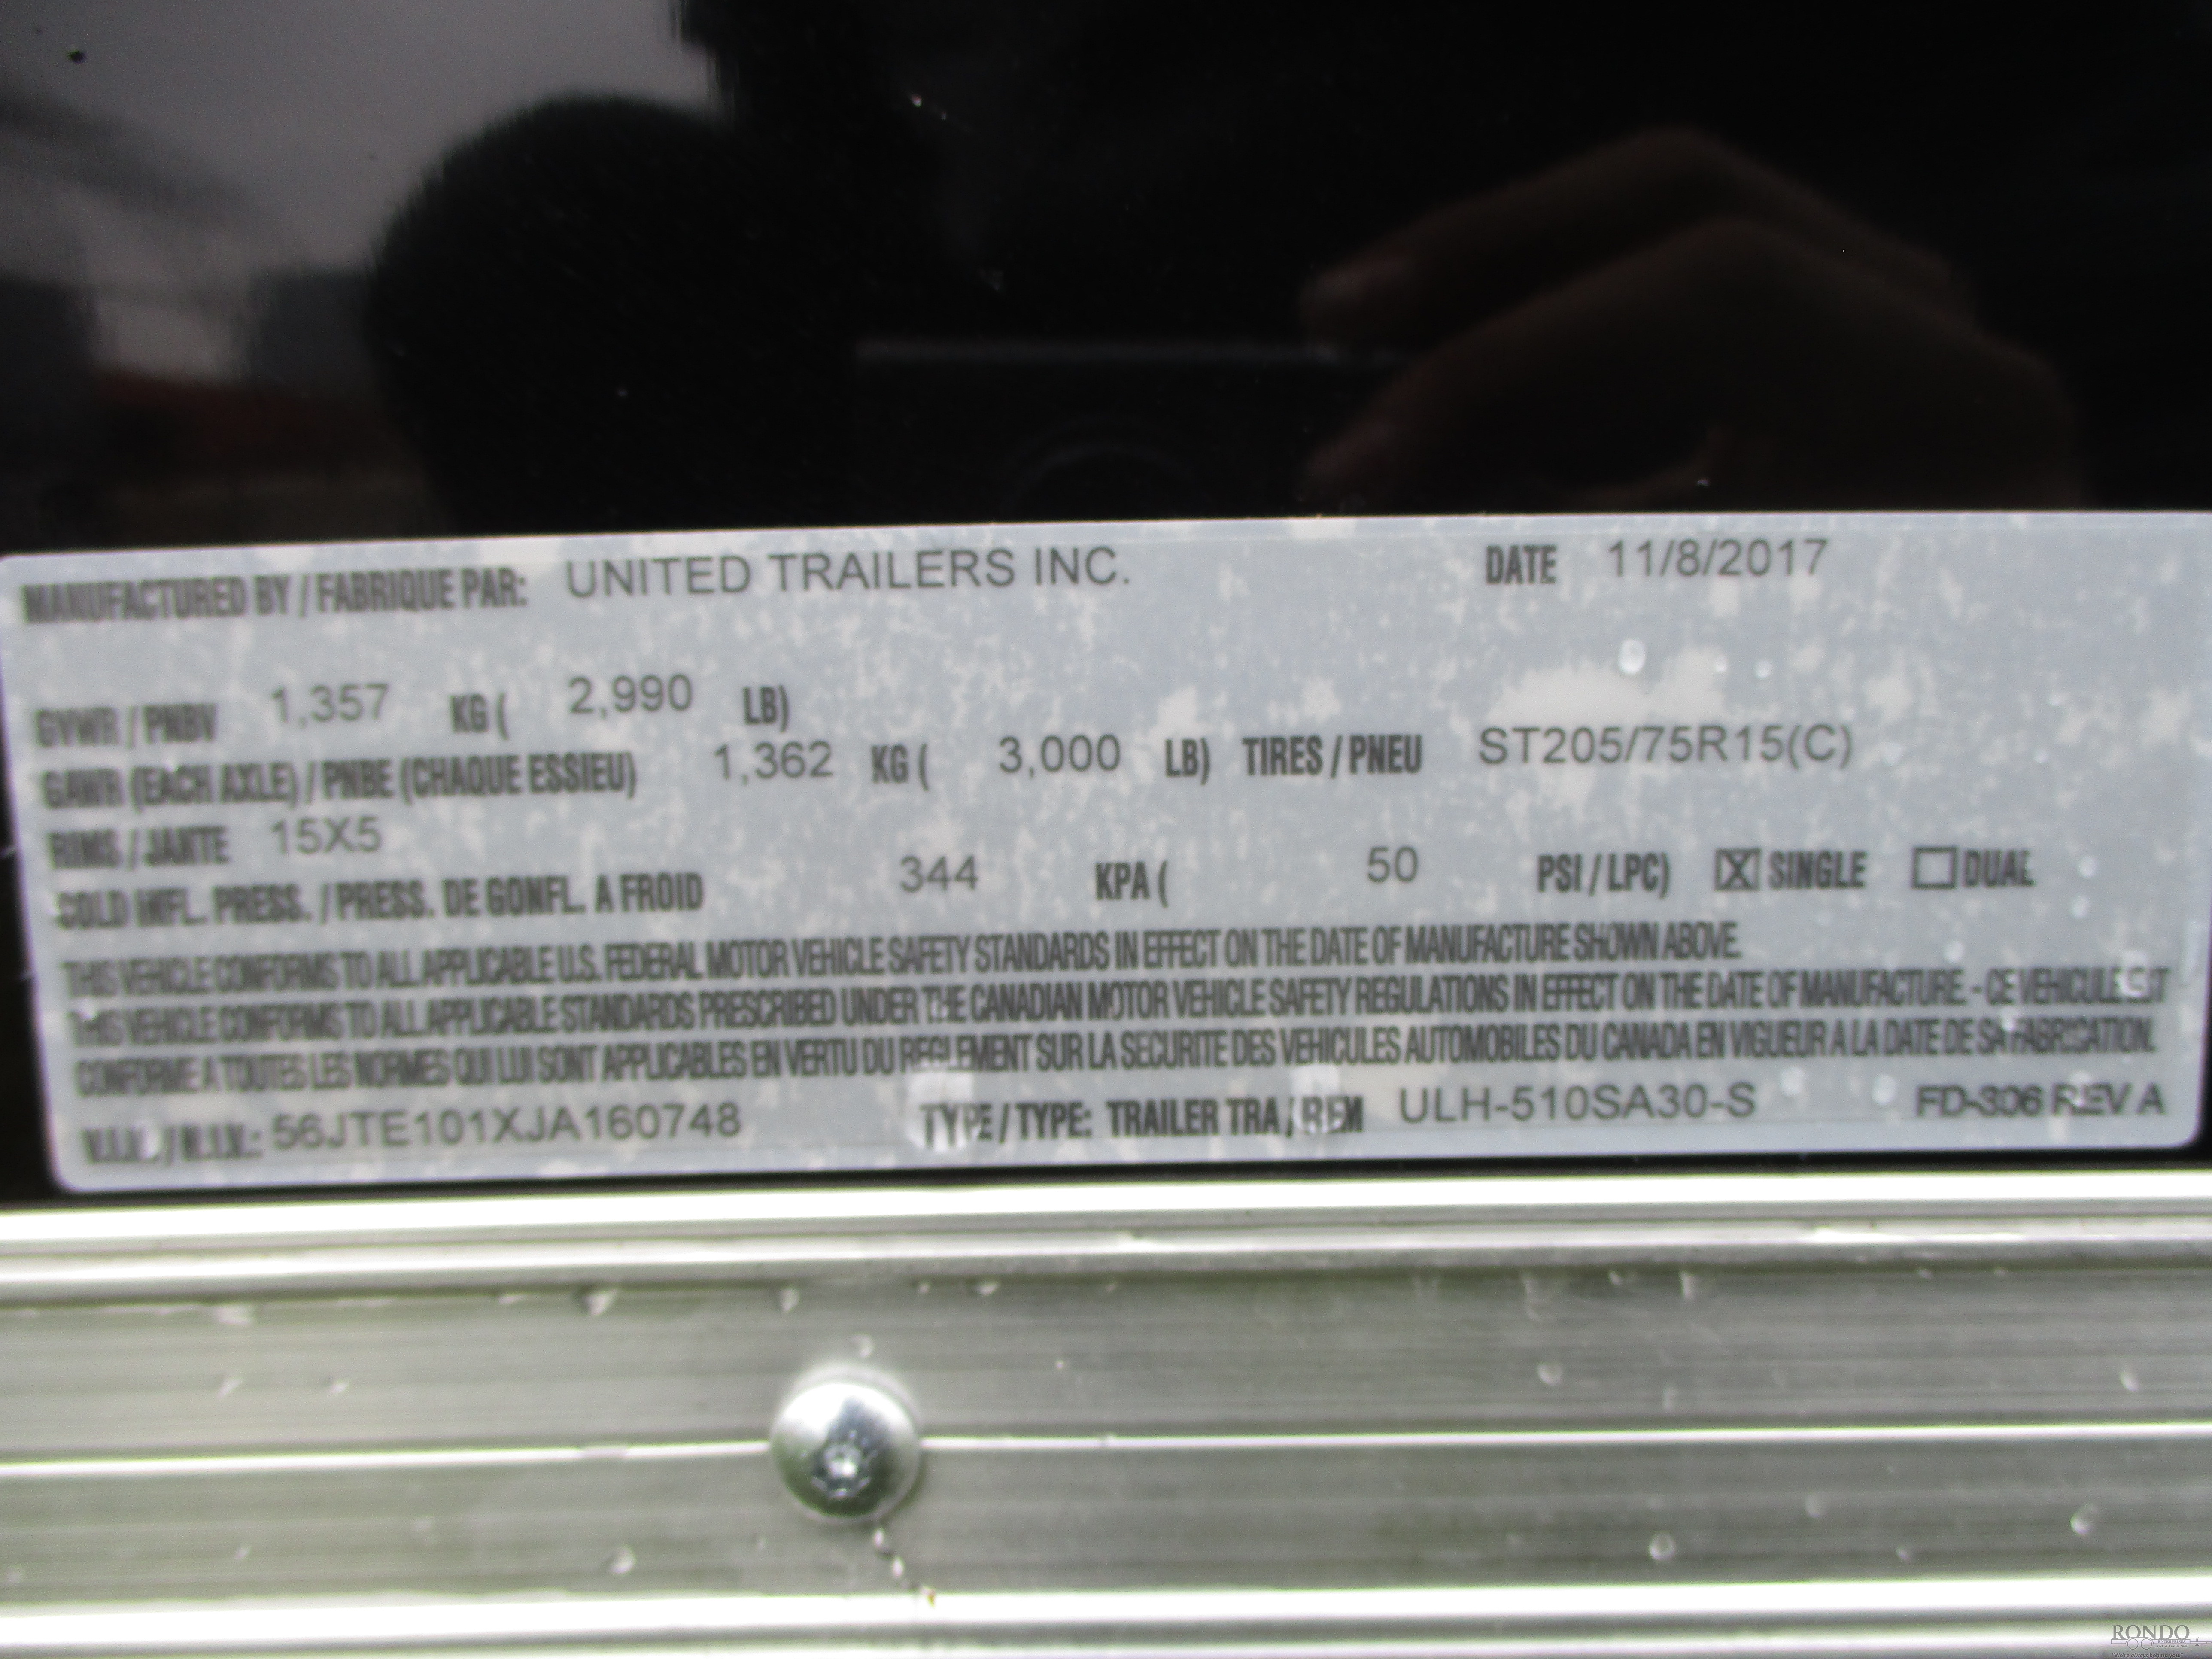 MANUFACTURED BY / FABRIQUE PAR: UNITED TRAILERS INC. DATE 11/8/2017
GVWR / PNBV 1,357 KG ( 2,990 LB)
GAWR (EACH AXLE) / PNBE (CHAQUE ESSIEU) 1,362 KG ( 3,000 LB) TIRES / PNEU ST205/75R15(C)
RIMS / JANTE 15X5
COLD INFL. PRESS. / PRESS. DE GONFL. A FROID 344 KPA ( 50 PSI / LPC) ☒ SINGLE ☐ DUAL
THIS VEHICLE CONFORMS TO ALL APPLICABLE U.S. FEDERAL MOTOR VEHICLE SAFETY STANDARDS IN EFFECT ON THE DATE OF MANUFACTURE SHOWN ABOVE.
THIS VEHICLE CONFORMS TO ALL APPLICABLE STANDARDS PRESCRIBED UNDER THE CANADIAN MOTOR VEHICLE SAFETY REGULATIONS IN EFFECT ON THE DATE OF MANUFACTURE. - CE VEHICULE EST
CONFORME A TOUTES LES NORMES QUI LUI SONT APPLICABLES EN VERTU DU REGLEMENT SUR LA SECURITE DES VEHICULES AUTOMOBILES DU CANADA EN VIGUEUR A LA DATE DE SA FABRICATION.
V.I.N. / N.I.V.: 56JTE101XJA160748 TYPE / TYPE: TRAILER TRA / REM ULH-510SA30-S FD-306 REV A
RONDO